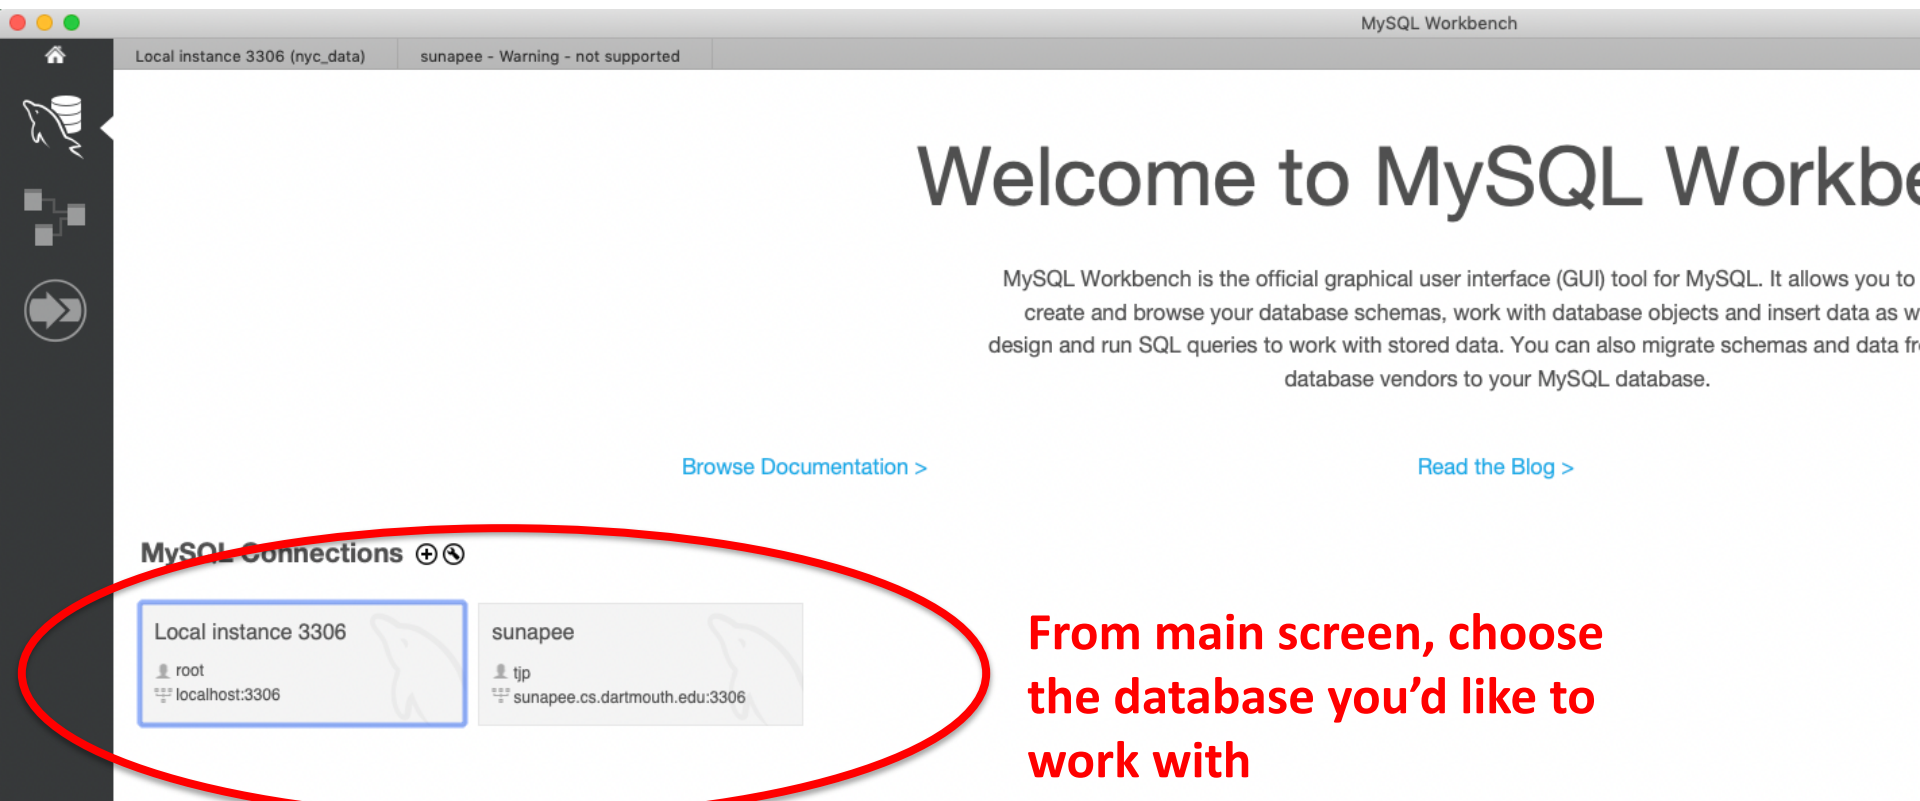 MySQL Workbench
Local instance 3306 (nyc_data)
sunapee - Warning - not supported
Welcome to MySQL
MySQL Workbench is the official graphical user interface (GUI) tool for MySQL. It allows you to
create and browse your database schemas, work with database objects and insert data as
design and run SQL queries to work with stored data. You can also migrate schemas and data
database vendors to your MySQL database.
Browse Documentation >
Read the Blog >
MySQL Connections
Local instance 3306
root
localhost:3306
sunapee
tjp
sunapee.cs.dartmouth.edu:3306
From main screen, choose
the database you’d like to
work with